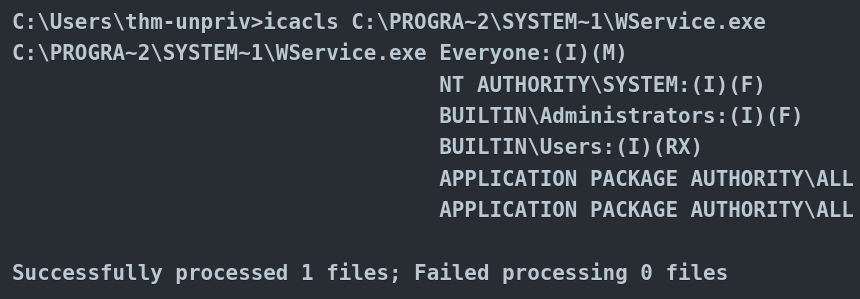 C:\Users\thm-unpriv>icacls C:\PROGRA~2\SYSTEM~1\WService.exe
C:\PROGRA~2\SYSTEM~1\WService.exe Everyone:(I)(M)
NT AUTHORITY\SYSTEM:(I)(F)
BUILTIN\Administrators:(I)(F)
BUILTIN\Users:(I)(RX)
APPLICATION PACKAGE AUTHORITY\ALL
APPLICATION PACKAGE AUTHORITY\ALL
Successfully processed 1 files; Failed processing 0 files